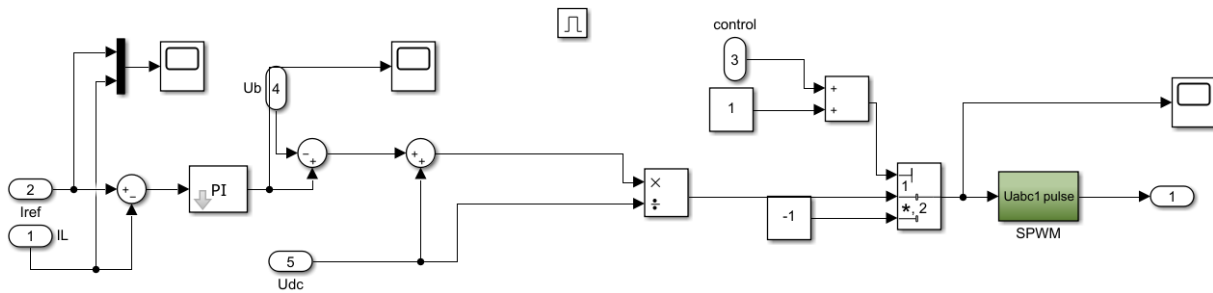 control
3
Ub
4
1
+
+
−
+
+
+
×
÷
1
*, 2
-1
Uabc1 pulse
SPWM
1
2
Iref
+
−
PI
1
IL
5
Udc